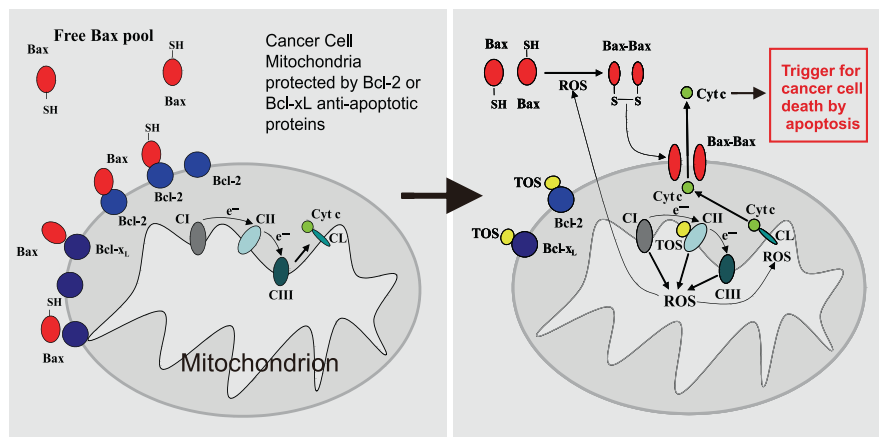 Free Bax pool
Bax
SH
SH
Bax
Cancer Cell
Mitochondria
protected by Bcl-2 or
Bcl-xL anti-apoptotic
proteins
SH
Bax
Bcl-2
Bcl-2
Bcl-2
Bax
Bcl-xL
SH
Bax
CI
e–
CII
e–
Cyt c
CL
CIII
Mitochondrion
Bax
SH
SH
Bax
ROS
Bax-Bax
S—S
Cyt c
Trigger for
cancer cell
death by
apoptosis
Bax-Bax
TOS
Bcl-2
TOS
Bcl-xL
Cyt c
CI
e–
CII
TOS
e–
Cyt c
CL
ROS
CIII
ROS